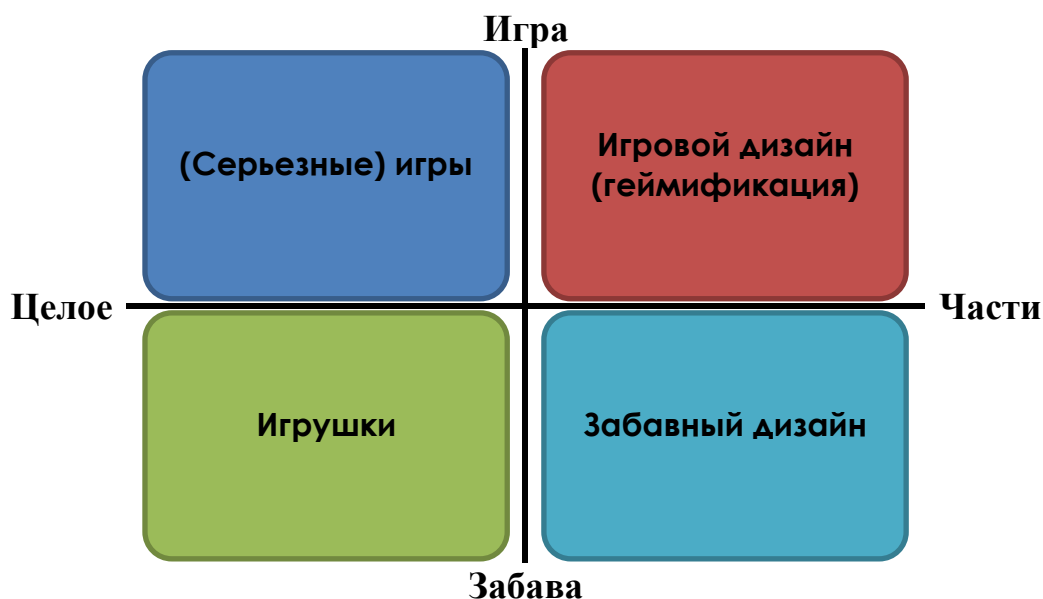 Игра
(Серьезные) игры
Игровой дизайн
(геймификация)
Целое
Части
Игрушки
Забавный дизайн
Забава